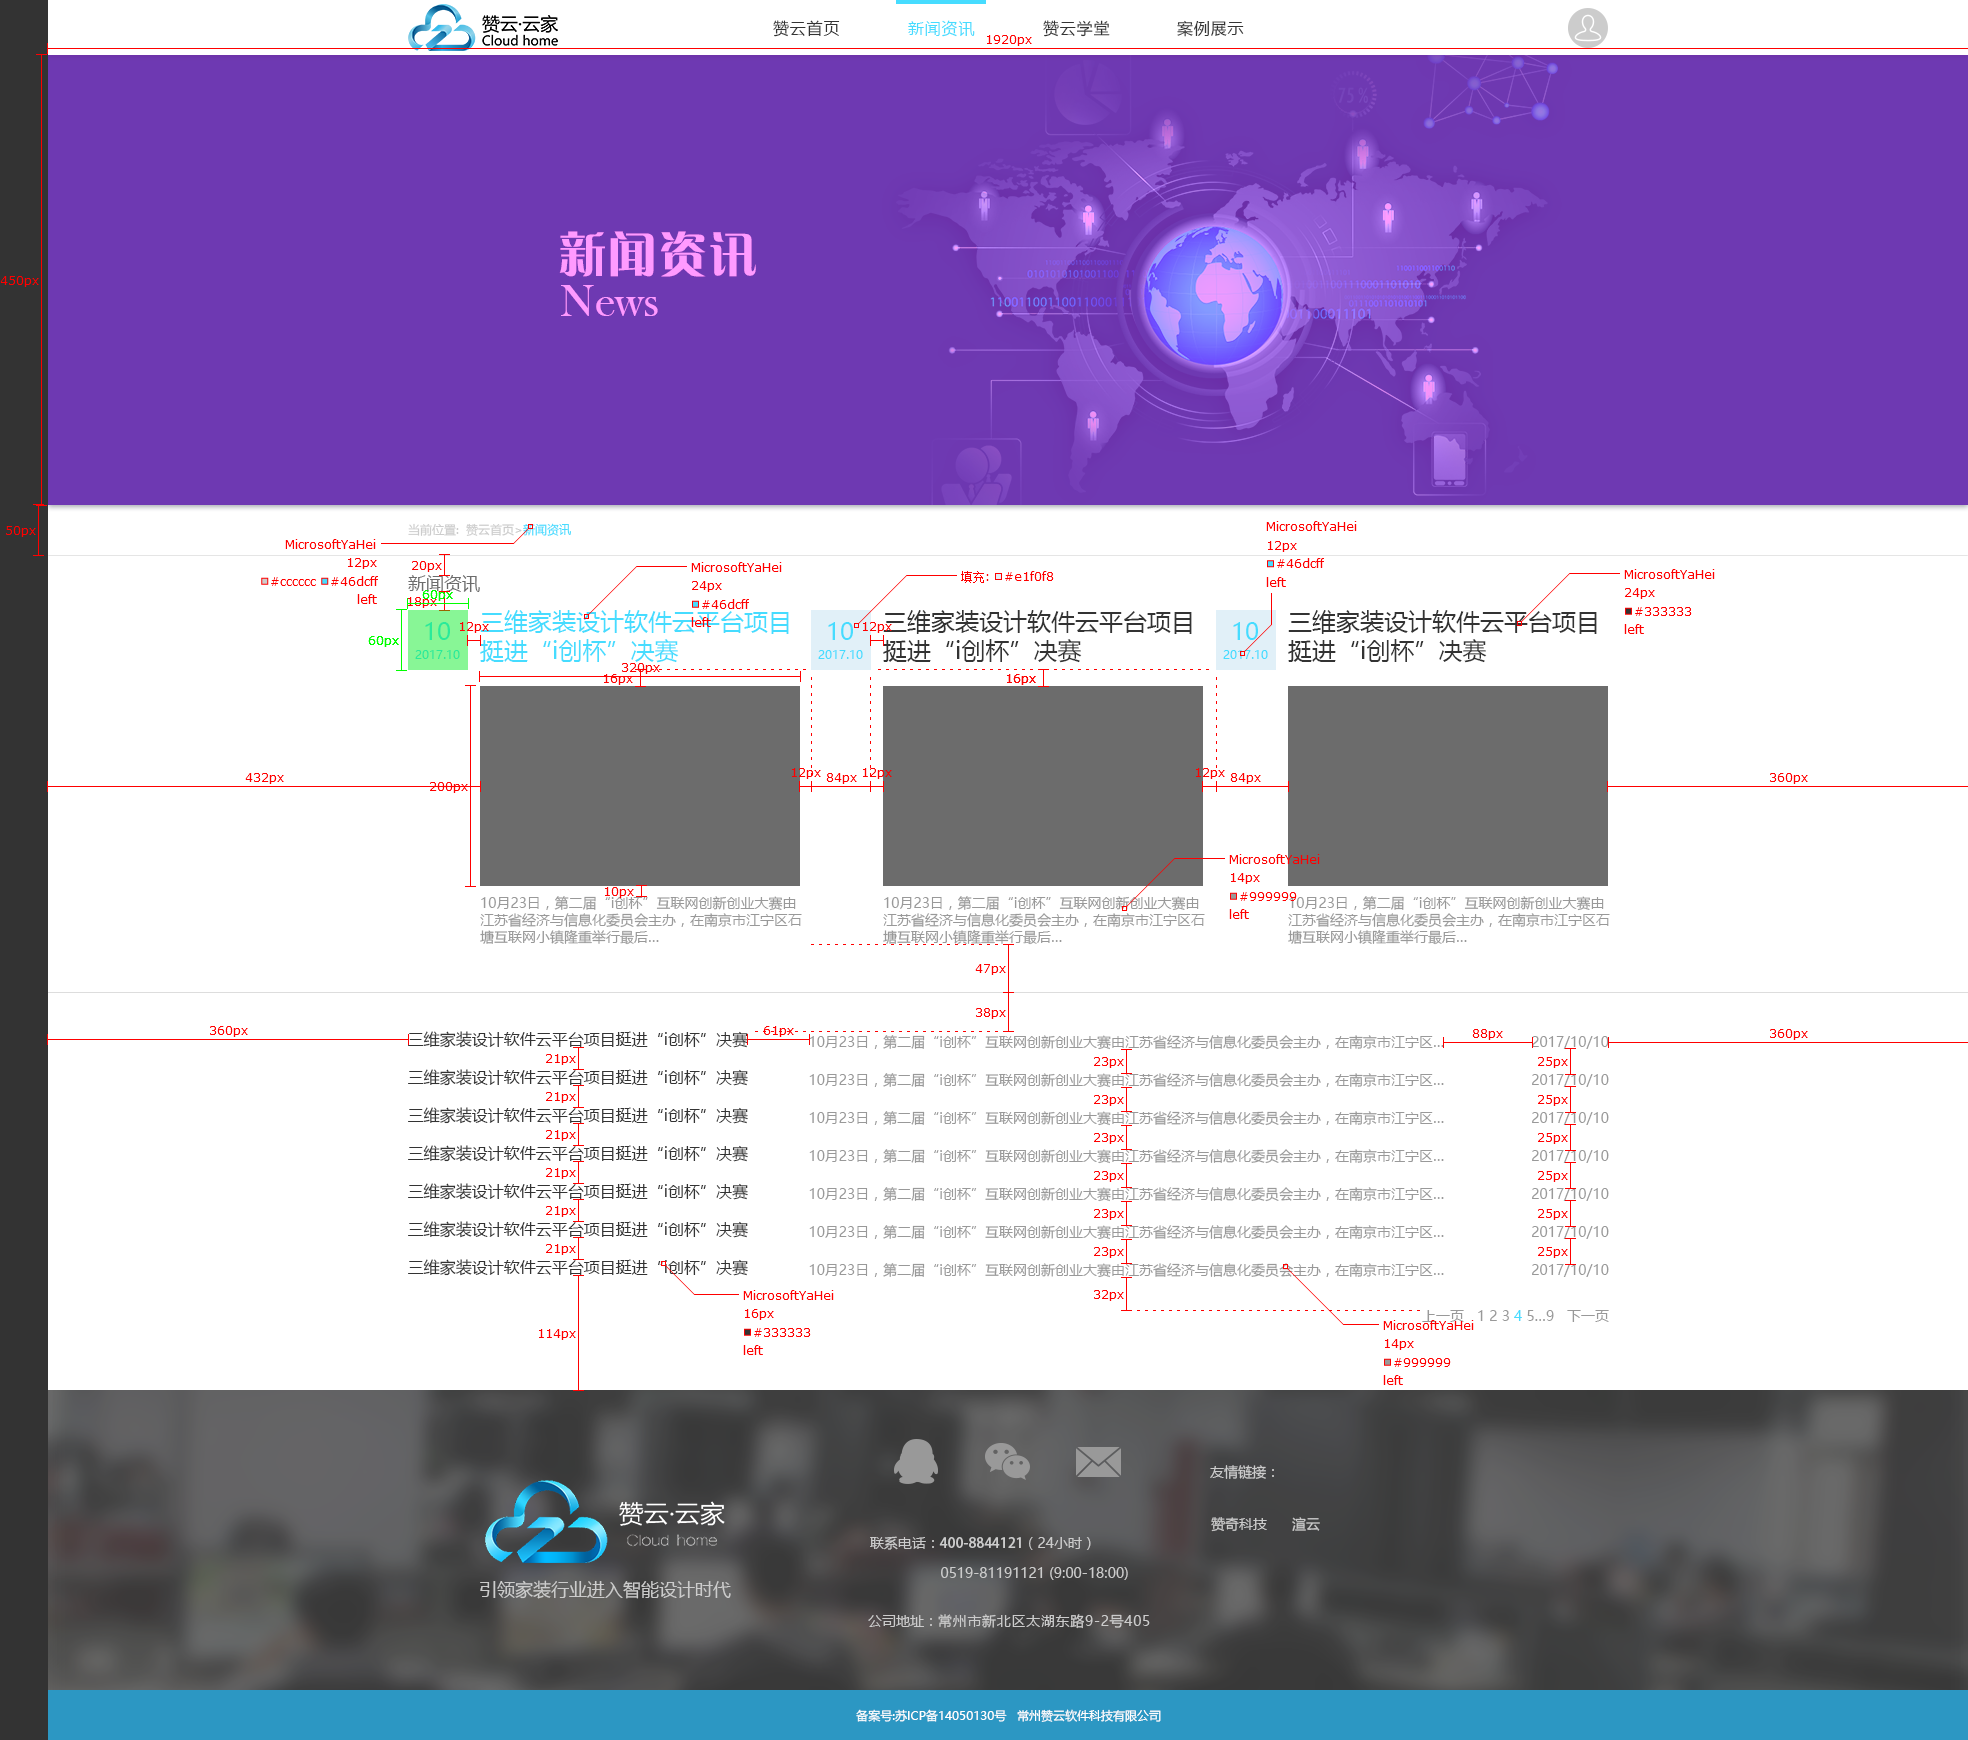 赞云·云家
Cloud home
赞云首页
新闻资讯
赞云学堂
案例展示
1920px
75%
新闻资讯
News
450px
50px
当前位置: 赞云首页>新闻资讯
MicrosoftYaHei
12px
#cccccc #46dcff
left
20px
新闻资讯
18px
60px
60px
10
2017.10
12px
三维家装设计软件云平台项目
挺进“i创杯”决赛
MicrosoftYaHei
24px
#46dcff
left
填充: #e1f0f8
10
2017.10
12px
三维家装设计软件云平台项目
挺进“i创杯”决赛
MicrosoftYaHei
12px
#46dcff
left
10
2017.10
三维家装设计软件云平台项目
挺进“i创杯”决赛
MicrosoftYaHei
24px
#333333
left
320px
16px
16px
432px
200px
12px
84px
12px
12px
84px
360px
MicrosoftYaHei
14px
#999999
left
10px
10月23日，第二届“i创杯”互联网创新创业大赛由
江苏省经济与信息化委员会主办，在南京市江宁区石
塘互联网小镇隆重举行最后...
10月23日，第二届“i创杯”互联网创新创业大赛由
江苏省经济与信息化委员会主办，在南京市江宁区石
塘互联网小镇隆重举行最后...
10月23日，第二届“i创杯”互联网创新创业大赛由
江苏省经济与信息化委员会主办，在南京市江宁区石
塘互联网小镇隆重举行最后...
47px
38px
360px
三维家装设计软件云平台项目挺进“i创杯”决赛
61px
10月23日，第二届“i创杯”互联网创新创业大赛由江苏省经济与信息化委员会主办，在南京市江宁区...
88px
2017/10/10
360px
21px
23px
25px
三维家装设计软件云平台项目挺进“i创杯”决赛
10月23日，第二届“i创杯”互联网创新创业大赛由江苏省经济与信息化委员会主办，在南京市江宁区...
2017/10/10
21px
23px
25px
三维家装设计软件云平台项目挺进“i创杯”决赛
10月23日，第二届“i创杯”互联网创新创业大赛由江苏省经济与信息化委员会主办，在南京市江宁区...
2017/10/10
21px
23px
25px
三维家装设计软件云平台项目挺进“i创杯”决赛
10月23日，第二届“i创杯”互联网创新创业大赛由江苏省经济与信息化委员会主办，在南京市江宁区...
2017/10/10
21px
23px
25px
三维家装设计软件云平台项目挺进“i创杯”决赛
10月23日，第二届“i创杯”互联网创新创业大赛由江苏省经济与信息化委员会主办，在南京市江宁区...
2017/10/10
21px
23px
25px
三维家装设计软件云平台项目挺进“i创杯”决赛
10月23日，第二届“i创杯”互联网创新创业大赛由江苏省经济与信息化委员会主办，在南京市江宁区...
2017/10/10
21px
23px
25px
三维家装设计软件云平台项目挺进“i创杯”决赛
10月23日，第二届“i创杯”互联网创新创业大赛由江苏省经济与信息化委员会主办，在南京市江宁区...
2017/10/10
MicrosoftYaHei
16px
#333333
left
32px
114px
上一页 1 2 3 4 5...9 下一页
MicrosoftYaHei
14px
#999999
left
赞云·云家
Cloud home
引领家装行业进入智能设计时代
联系电话：400-8844121（24小时）
0519-81191121 (9:00-18:00)
公司地址：常州市新北区太湖东路9-2号405
友情链接：
赞奇科技 渲云
备案号:苏ICP备14050130号 常州赞云软件科技有限公司